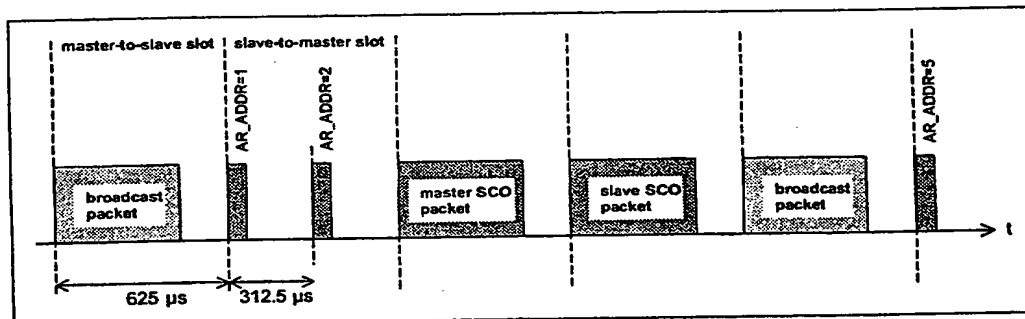 master-to-slave slot
slave-to-master slot
AR_ADDR=1
AR_ADDR=2
AR_ADDR=5
broadcast
packet
master SCO
packet
slave SCO
packet
broadcast
packet
t
625 µs
312.5 µs